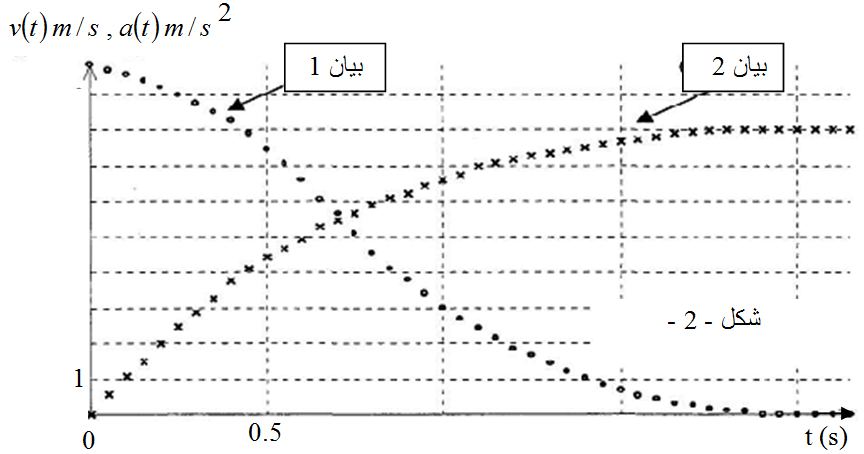 v(t) m / s , a(t) m / s ²
بيان 1
بيان 2
شكل - 2 -
1
0
0.5
t (s)